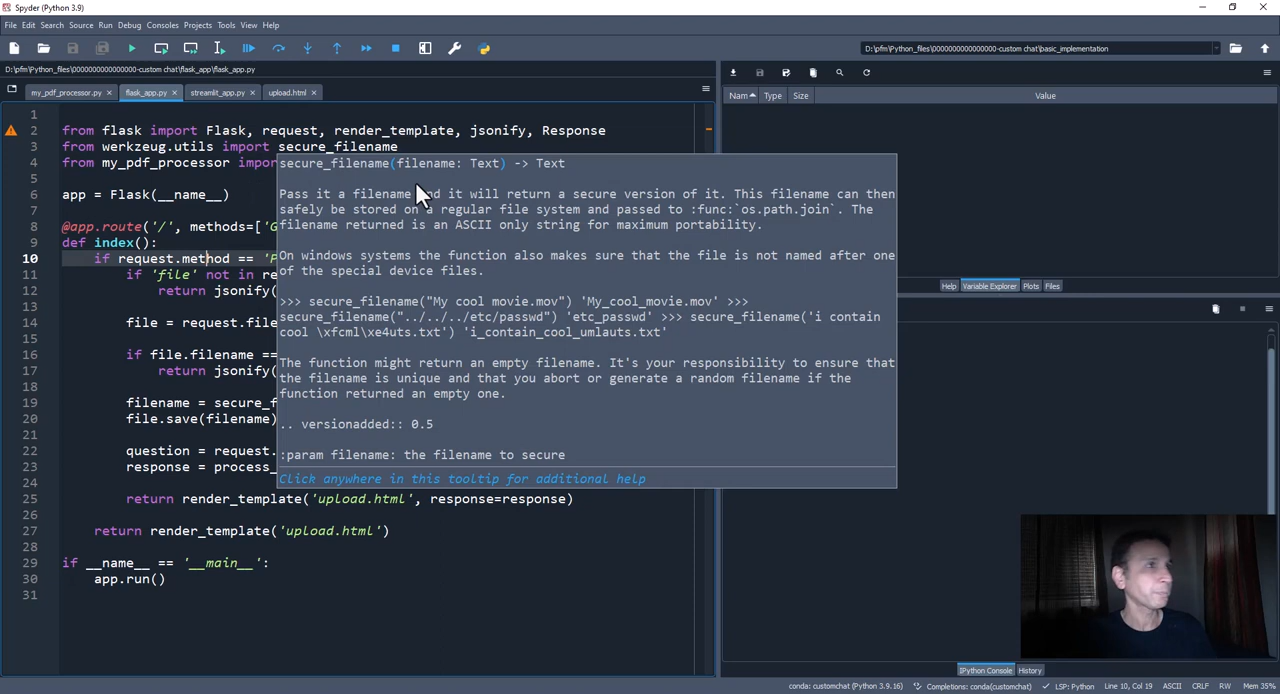 Spyder (Python 3.9)
File Edit Search Source Run Debug Consoles Projects Tools View Help
D:\pfm\Python_files\0000000000000000-custom chat\basic_implementation
D:\pfm\Python_files\0000000000000000-custom chat\flask_app\flask_app.py
my_pdf_processor.py flask_app.py streamlit_app.py upload.html
Nam Type Size Value
1
2 from flask import Flask, request, render_template, jsonify, Response
3 from werkzeug.utils import secure_filename
4 from my_pdf_processor impor
5
6 app = Flask(__name__)
7
8 @app.route('/', methods=['G
9 def index():
10 if request.method == 'P
11 if 'file' not in re
12 return jsonify(
13
14 file = request.file
15
16 if file.filename ==
17 return jsonify(
18
19 filename = secure_f
20 file.save(filename)
21
22 question = request.
23 response = process_
24
25 return render_template('upload.html', response=response)
26
27 return render_template('upload.html')
28
29 if __name__ == '__main__':
30 app.run()
31
secure_filename(filename: Text) -> Text
Pass it a filename and it will return a secure version of it. This filename can then
safely be stored on a regular file system and passed to :func:`os.path.join`. The
filename returned is an ASCII only string for maximum portability.
On windows systems the function also makes sure that the file is not named after one
of the special device files.
>>> secure_filename("My cool movie.mov") 'My_cool_movie.mov' >>>
secure_filename("../../../etc/passwd") 'etc_passwd' >>> secure_filename('i contain
cool \xfcml\xe4uts.txt') 'i_contain_cool_umlauts.txt'
The function might return an empty filename. It's your responsibility to ensure that
the filename is unique and that you abort or generate a random filename if the
function returned an empty one.
.. versionadded:: 0.5
:param filename: the filename to secure
Click anywhere in this tooltip for additional help
Help Variable Explorer Plots Files
IPython Console History
conda: customchat (Python 3.9.16) Completions: conda(customchat) LSP: Python Line 10, Col 19 ASCII CRLF RW Mem 35%